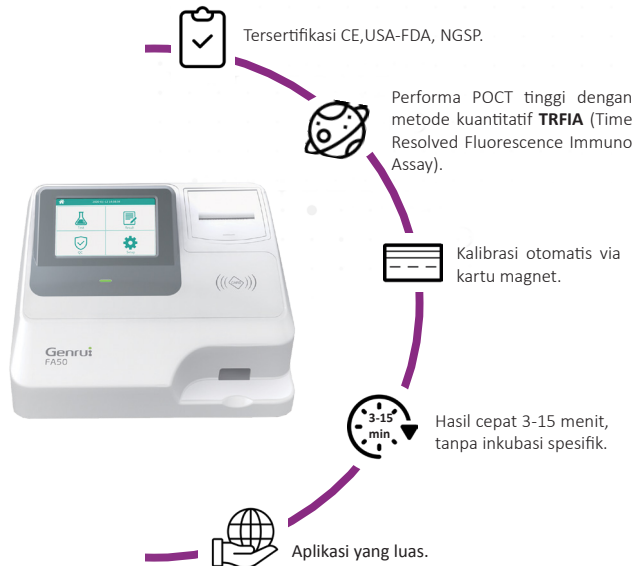 Tersertifikasi CE,USA-FDA, NGSP.
Performa POCT tinggi dengan
metode kuantitatif TRFIA (Time
Resolved Fluorescence Immuno
Assay).
Kalibrasi otomatis via
kartu magnet.
Genrui
FA50
3-15
min
Hasil cepat 3-15 menit,
tanpa inkubasi spesifik.
Aplikasi yang luas.